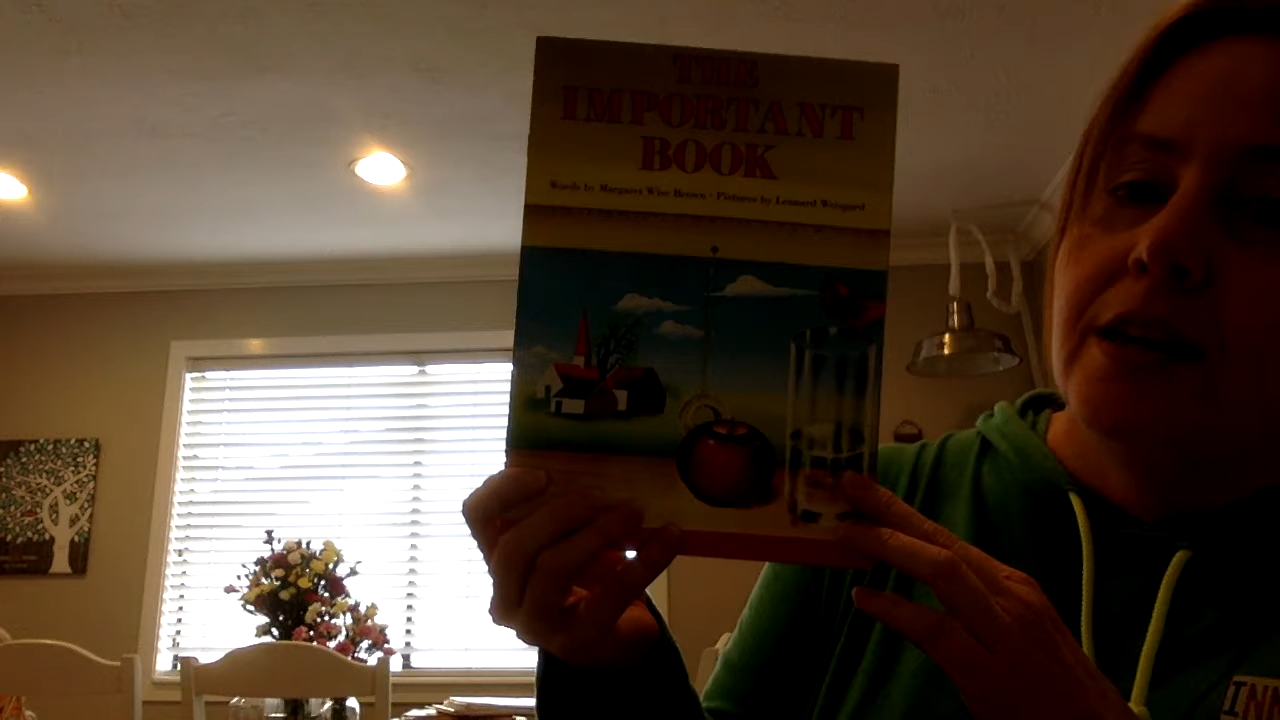 THE
IMPORTANT
BOOK
Words by Margaret Wise Brown • Pictures by Leonard Weisgard